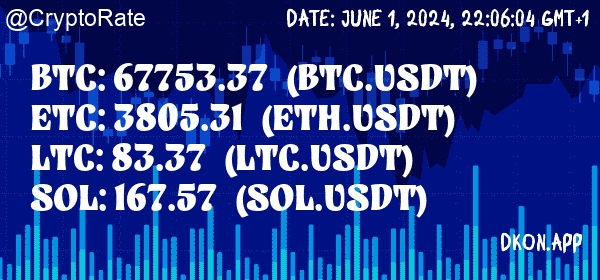 @CryptoRate
DATE: JUNE 1, 2024, 22:06:04 GMT+1
BTC: 67753.37 (BTC.USDT)
ETC: 3805.31 (ETH.USDT)
LTC: 83.37 (LTC.USDT)
SOL: 167.57 (SOL.USDT)
DKON.APP